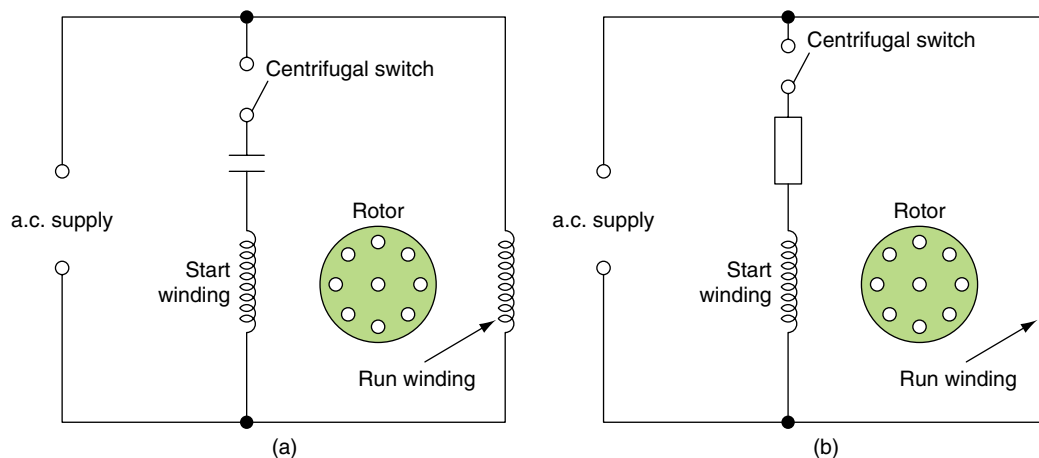 Centrifugal switch
a.c. supply
Rotor
Start
winding
Run winding
(a)
Centrifugal switch
a.c. supply
Rotor
Start
winding
Run winding
(b)